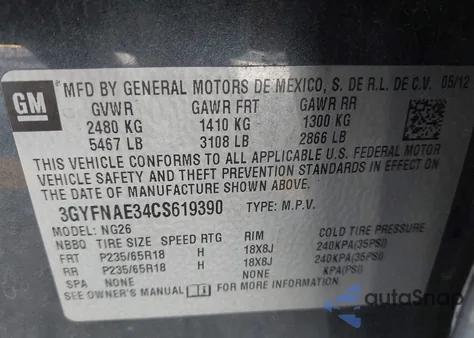 GM
MFD BY GENERAL MOTORS DE MEXICO, S. DE R.L. DE C.V. 05/12
GVWR GAWR FRT GAWR RR
2480 KG 1410 KG 1300 KG
5467 LB 3108 LB 2866 LB
THIS VEHICLE CONFORMS TO ALL APPLICABLE U.S. FEDERAL MOTOR
VEHICLE SAFETY AND THEFT PREVENTION STANDARDS IN EFFECT ON
THE DATE OF MANUFACTURE SHOWN ABOVE.
3GYFNAE34CS619390 TYPE: M.P.V.
MODEL: NG26
NBBQ TIRE SIZE SPEED RTG RIM COLD TIRE PRESSURE
FRT P235/65R18 H 18X8J 240KPA(35PSI)
RR P235/65R18 H 18X8J 240KPA(35PSI)
SPA NONE NONE KPA(PSI)
SEE OWNER'S MANUAL
autoSnap